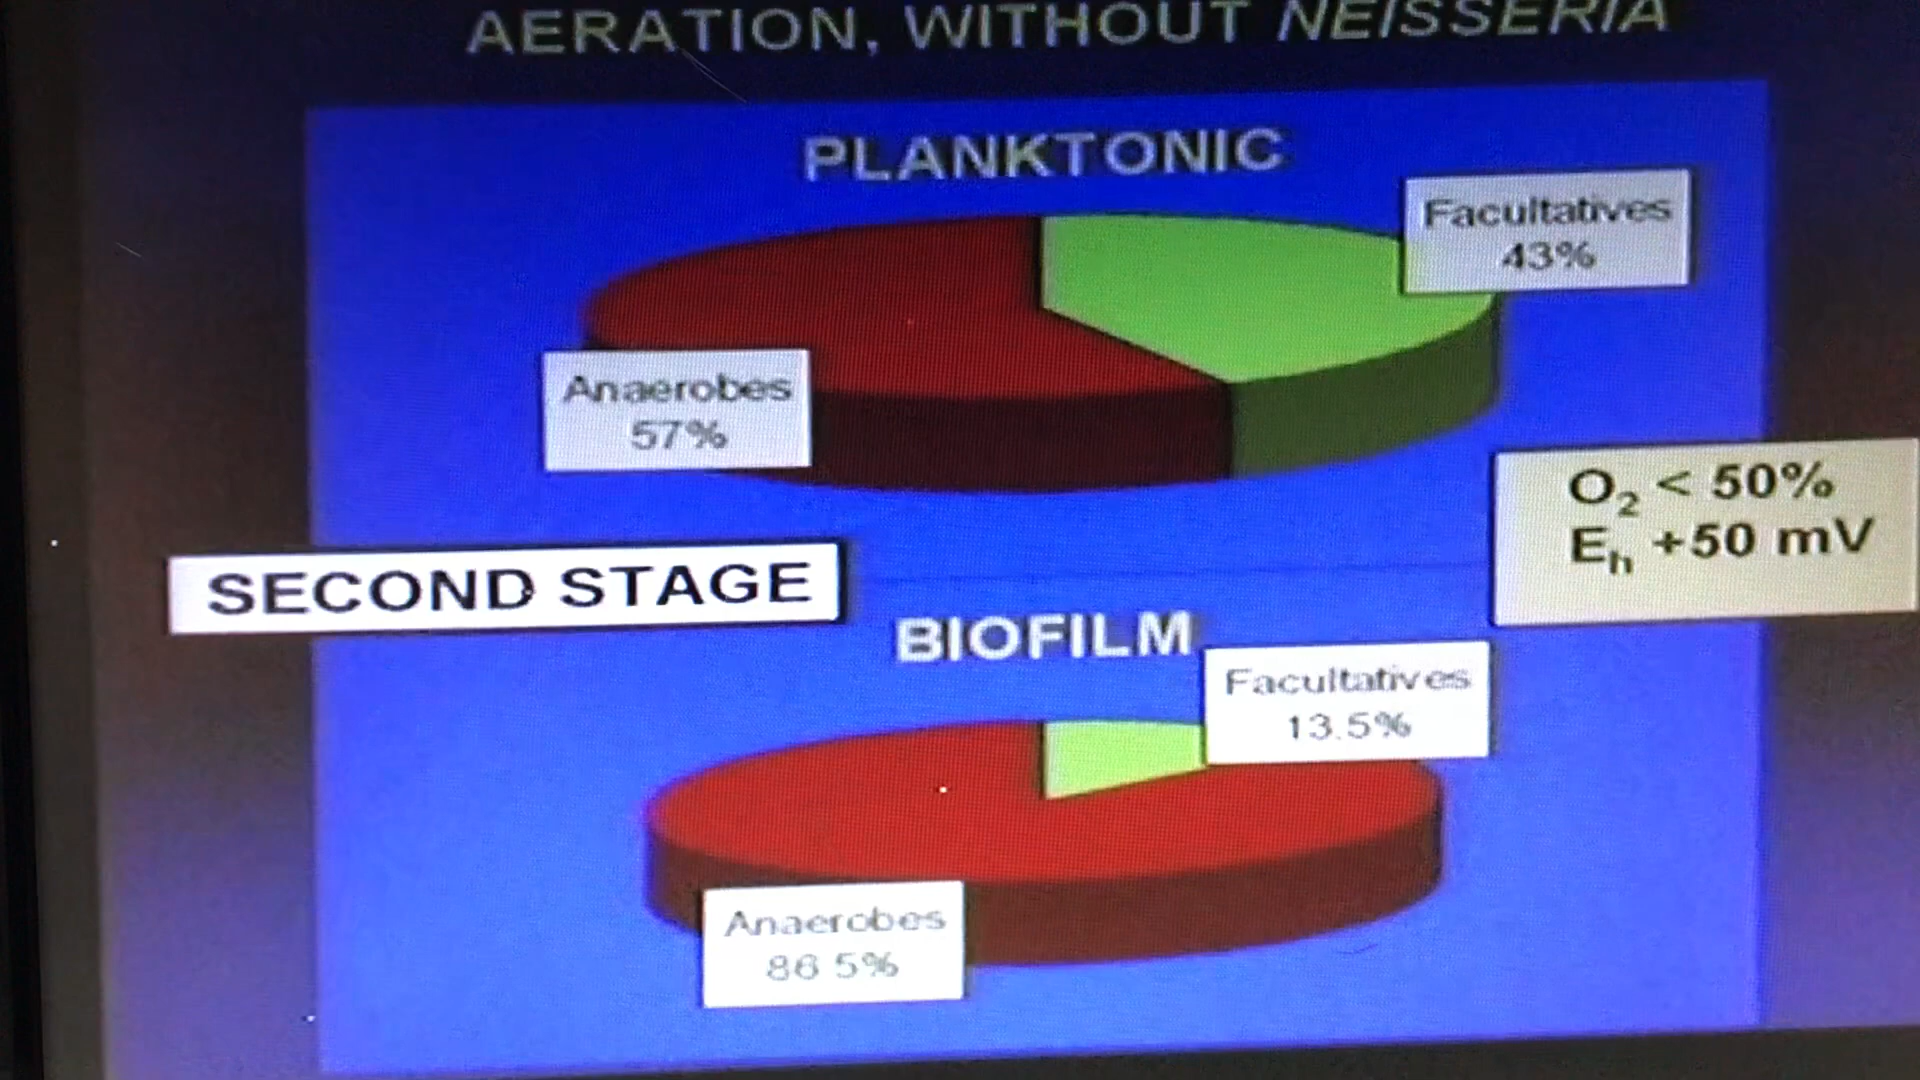 AERATION, WITHOUT NEISSERIA
PLANKTONIC
Facultatives
43%
Anaerobes
57%
O₂ < 50%
Eₕ +50 mV
SECOND STAGE
BIOFILM
Facultatives
13.5%
Anaerobes
86 5%